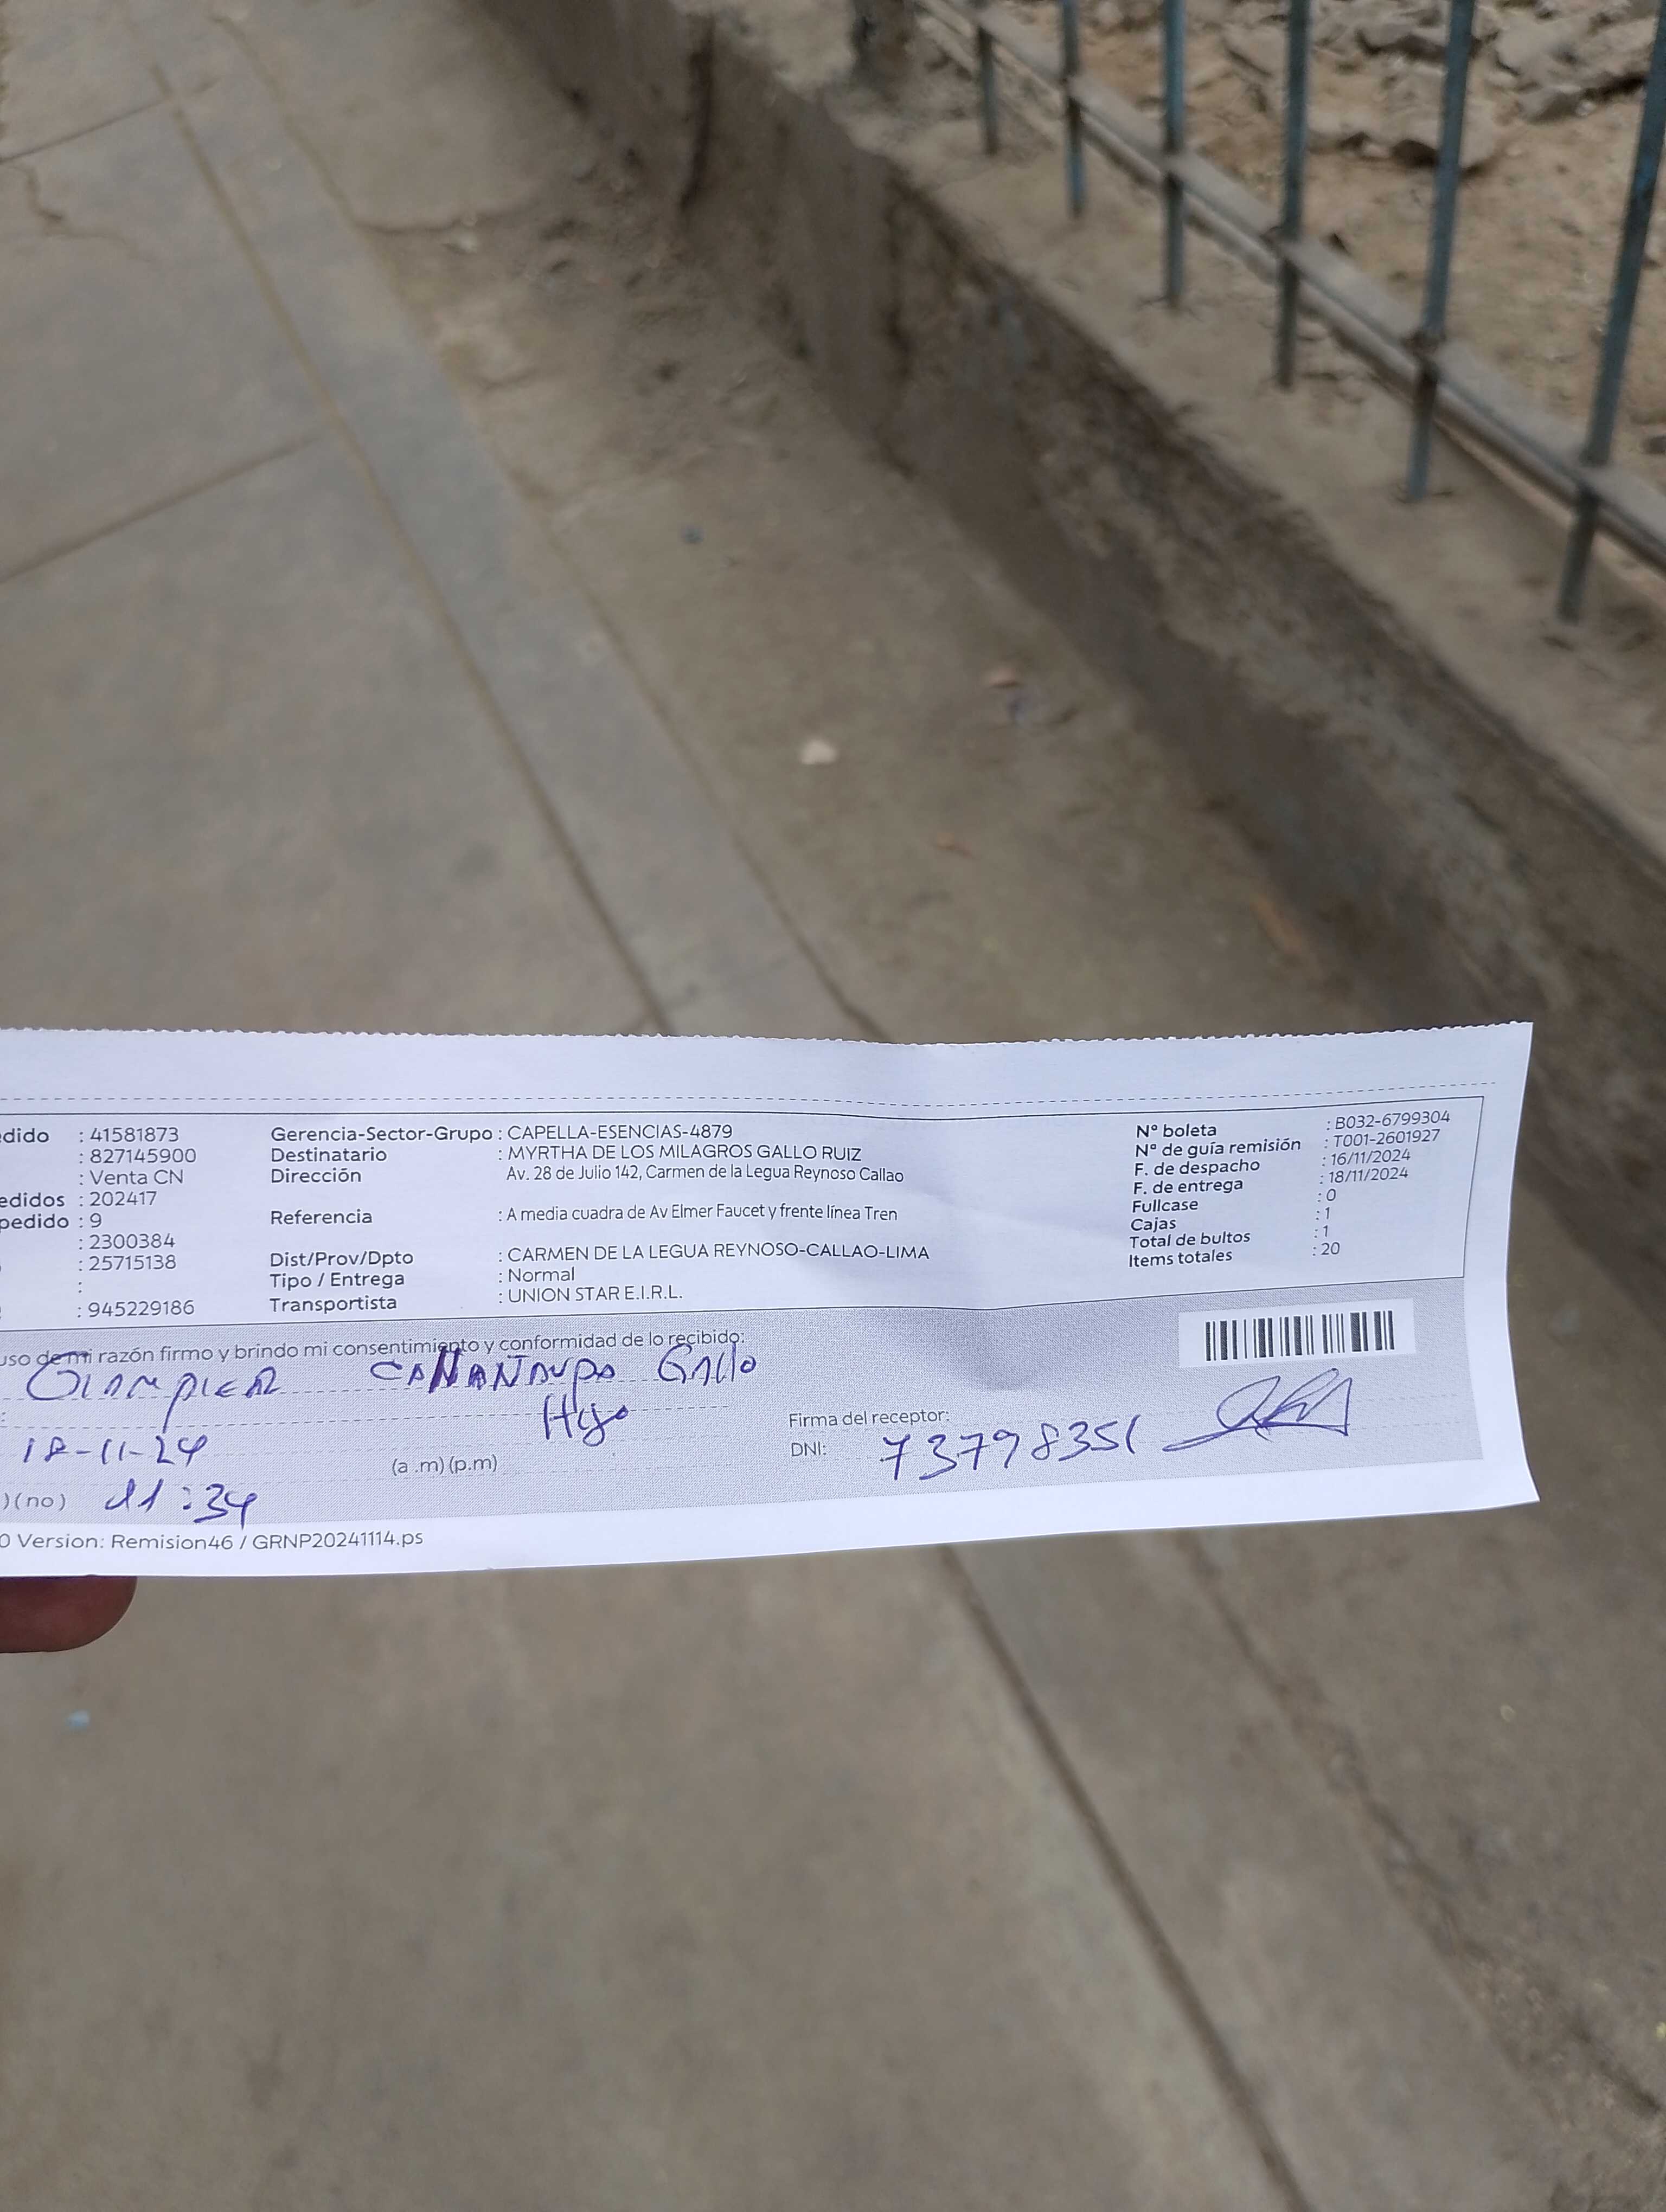 edido : 41581873
: 827145900
: Venta CN
edidos : 202417
pedido : 9
: 2300384
: 25715138
:
: 945229186
Gerencia-Sector-Grupo : CAPELLA-ESENCIAS-4879
Destinatario : MYRTHA DE LOS MILAGROS GALLO RUIZ
Dirección Av. 28 de Julio 142, Carmen de la Legua Reynoso Callao
Referencia : A media cuadra de Av Elmer Faucet y frente línea Tren
Dist/Prov/Dpto : CARMEN DE LA LEGUA REYNOSO-CALLAO-LIMA
Tipo / Entrega : Normal
Transportista : UNION STAR E.I.R.L.
N° boleta : B032-6799304
N° de guía remisión : T001-2601927
F. de despacho : 16/11/2024
F. de entrega : 18/11/2024
Fullcase : 0
Cajas : 1
Total de bultos : 1
Items totales : 20
uso de mi razón firmo y brindo mi consentimiento y conformidad de lo recibido:
Gallo
:
Hijo
18-11-24
(a .m) (p.m)
Firma del receptor:
DNI: 73798351
) (no) 11:34
0 Version: Remision46 / GRNP20241114.ps